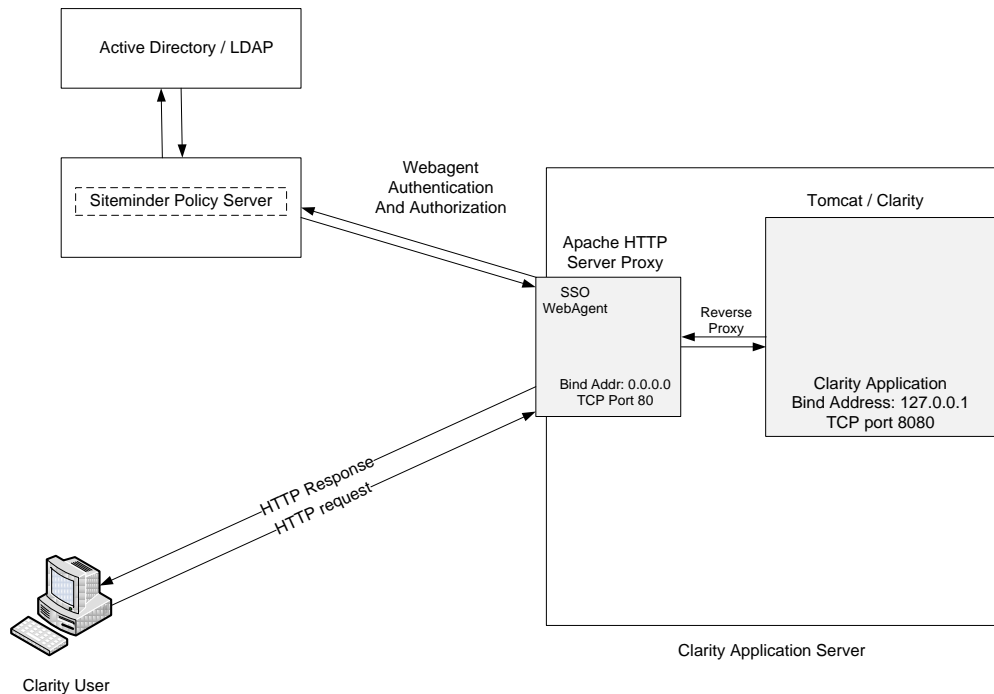 Active Directory / LDAP
Siteminder Policy Server
Webagent
Authentication
And Authorization
Tomcat / Clarity
Apache HTTP
Server Proxy
SSO
WebAgent
Reverse
Proxy
Bind Addr: 0.0.0.0
TCP Port 80
Clarity Application
Bind Address: 127.0.0.1
TCP port 8080
HTTP Response
HTTP request
Clarity Application Server
Clarity User